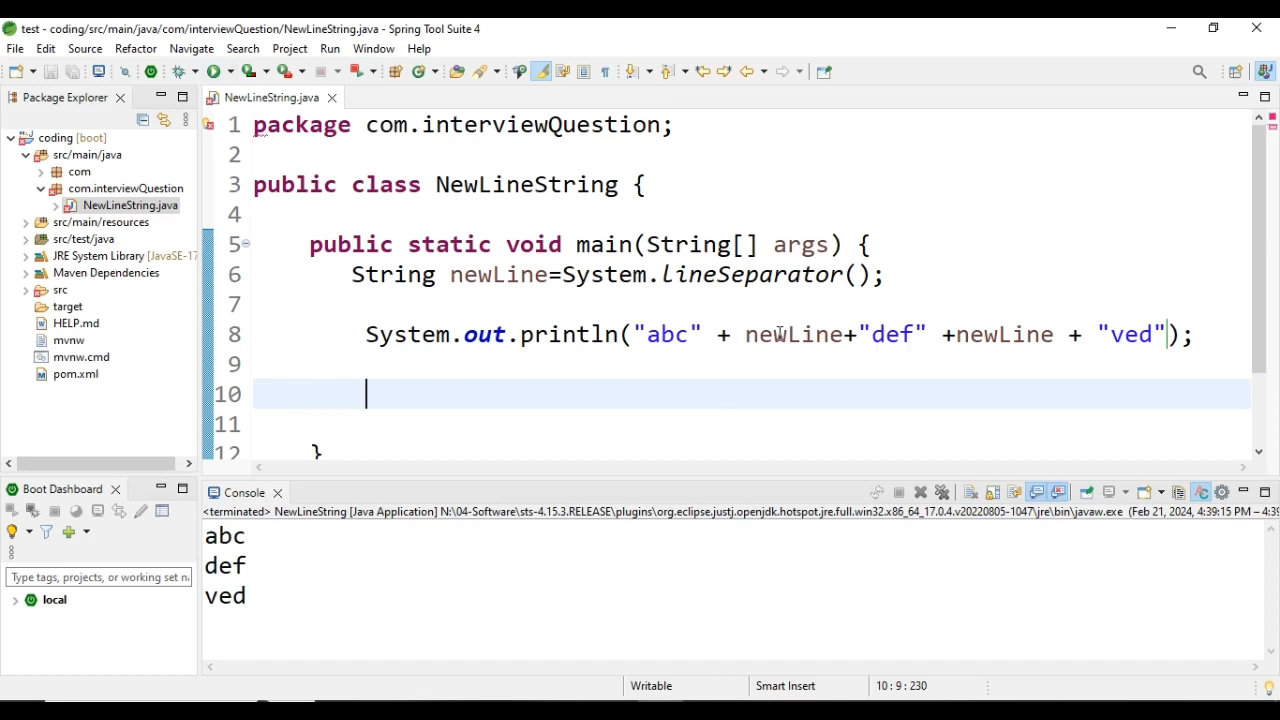 test - coding/src/main/java/com/interviewQuestion/NewLineString.java - Spring Tool Suite 4
File Edit Source Refactor Navigate Search Project Run Window Help
Package Explorer
coding [boot]
src/main/java
com
com.interviewQuestion
NewLineString.java
src/main/resources
src/test/java
JRE System Library [JavaSE-17
Maven Dependencies
src
target
HELP.md
mvnw
mvnw.cmd
pom.xml
NewLineString.java
1 package com.interviewQuestion;
2
3 public class NewLineString {
4
5 public static void main(String[] args) {
6 String newLine=System.lineSeparator();
7
8 System.out.println("abc" + newLine+"def" +newLine + "ved");
9
10
11
12 }
Boot Dashboard
Type tags, projects, or working set n
local
Console
<terminated> NewLineString [Java Application] N:\04-Software\sts-4.15.3.RELEASE\plugins\org.eclipse.justj.openjdk.hotspot.jre.full.win32.x86_64_17.0.4.v20220805-1047\jre\bin\javaw.exe (Feb 21, 2024, 4:39:15 PM – 4:39
abc
def
ved
Writable Smart Insert 10 : 9 : 230